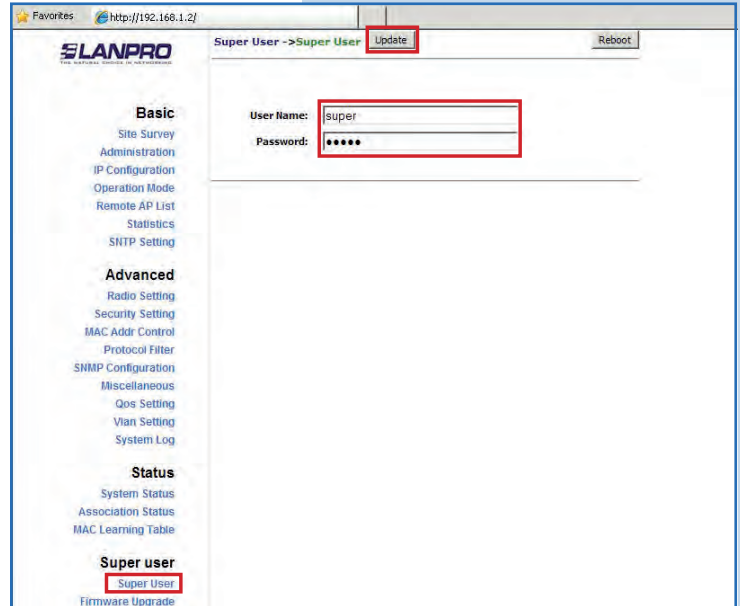 Favorites http://192.168.1.2/
LANPRO
THE NATURAL CHOICE IN NETWORKING
Super User ->Super User Update Reboot
User Name: super
Password: •••••
Basic
Site Survey
Administration
IP Configuration
Operation Mode
Remote AP List
Statistics
SNTP Setting
Advanced
Radio Setting
Security Setting
MAC Addr Control
Protocol Filter
SNMP Configuration
Miscellaneous
Qos Setting
Vlan Setting
System Log
Status
System Status
Association Status
MAC Learning Table
Super user
Super User
Firmware Upgrade